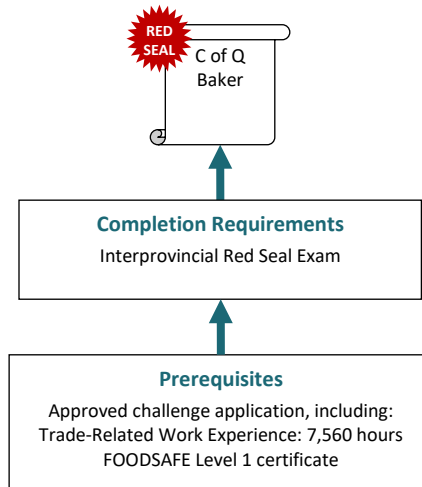 RED
SEAL
C of Q
Baker
Completion Requirements
Interprovincial Red Seal Exam
Prerequisites
Approved challenge application, including:
Trade-Related Work Experience: 7,560 hours
FOODSAFE Level 1 certificate